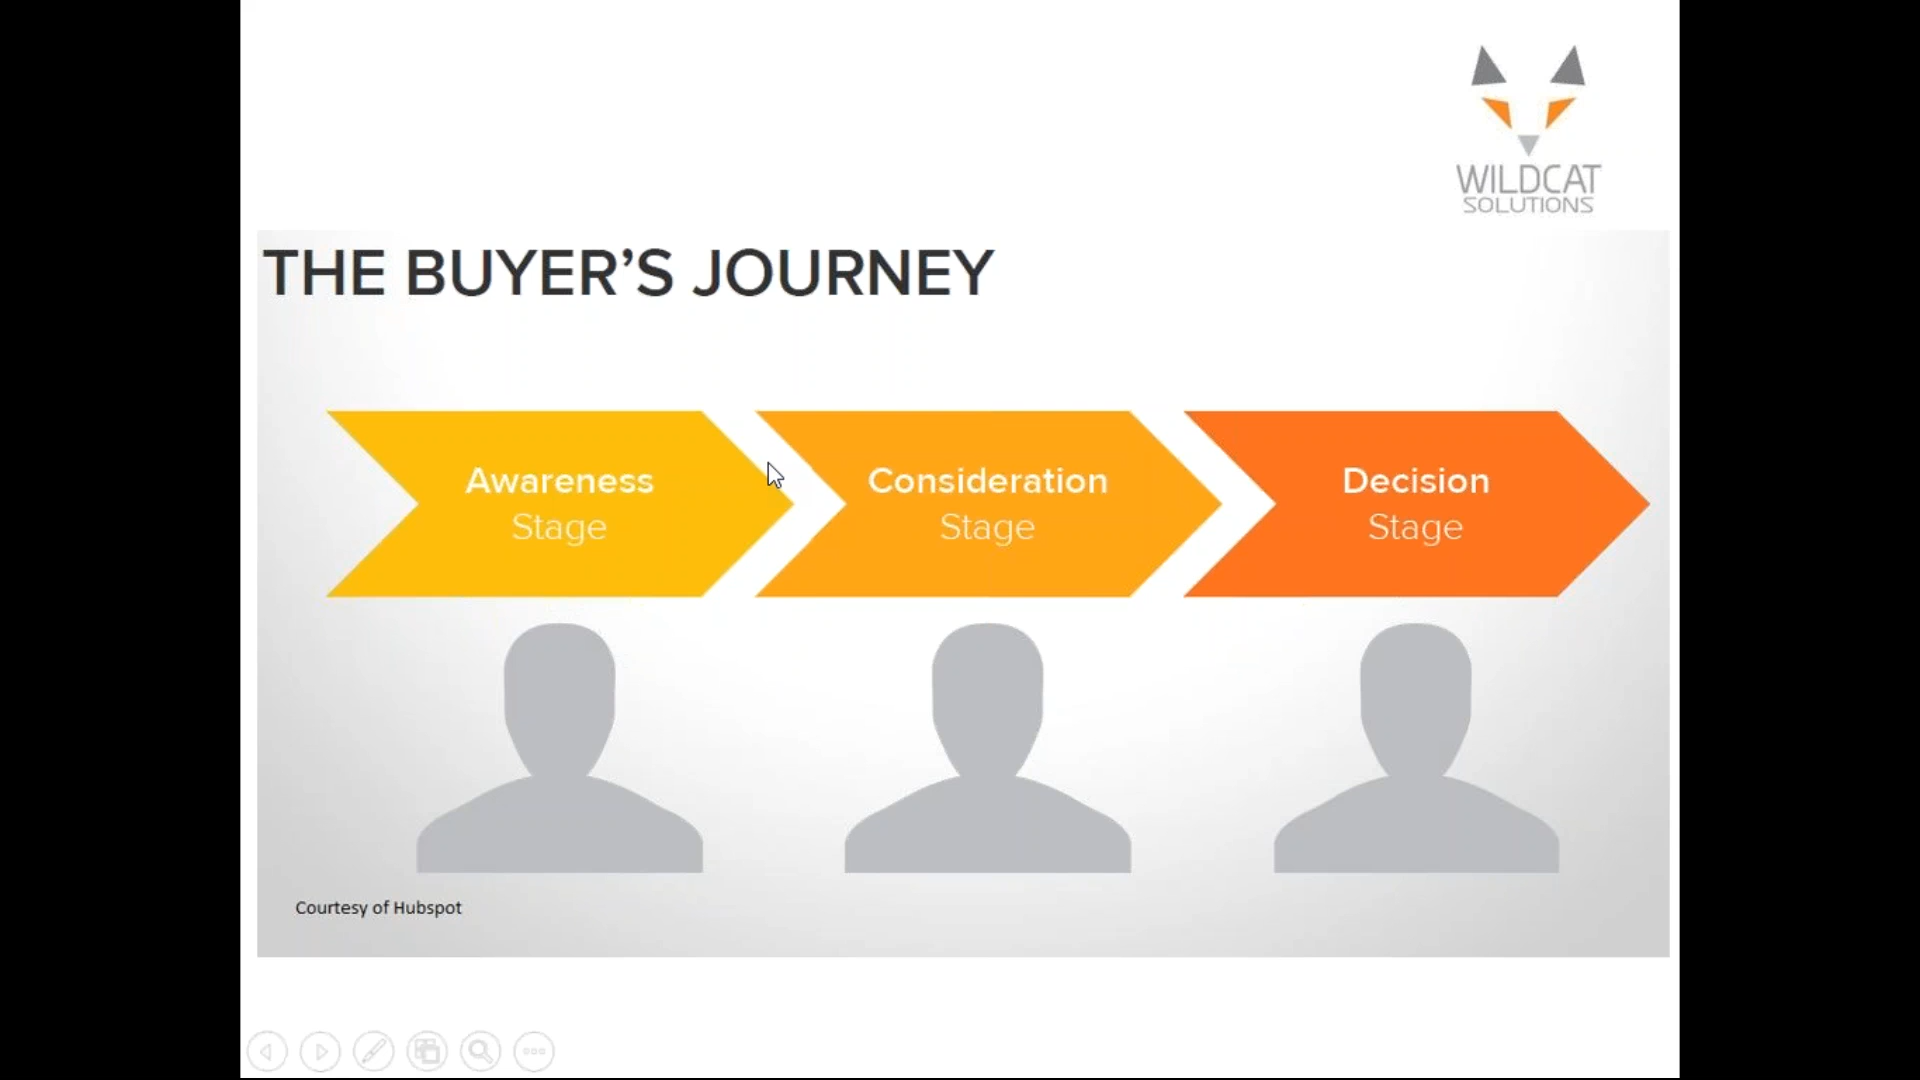 WILDCAT
SOLUTIONS
THE BUYER’S JOURNEY
Awareness
Stage
Consideration
Stage
Decision
Stage
Courtesy of Hubspot